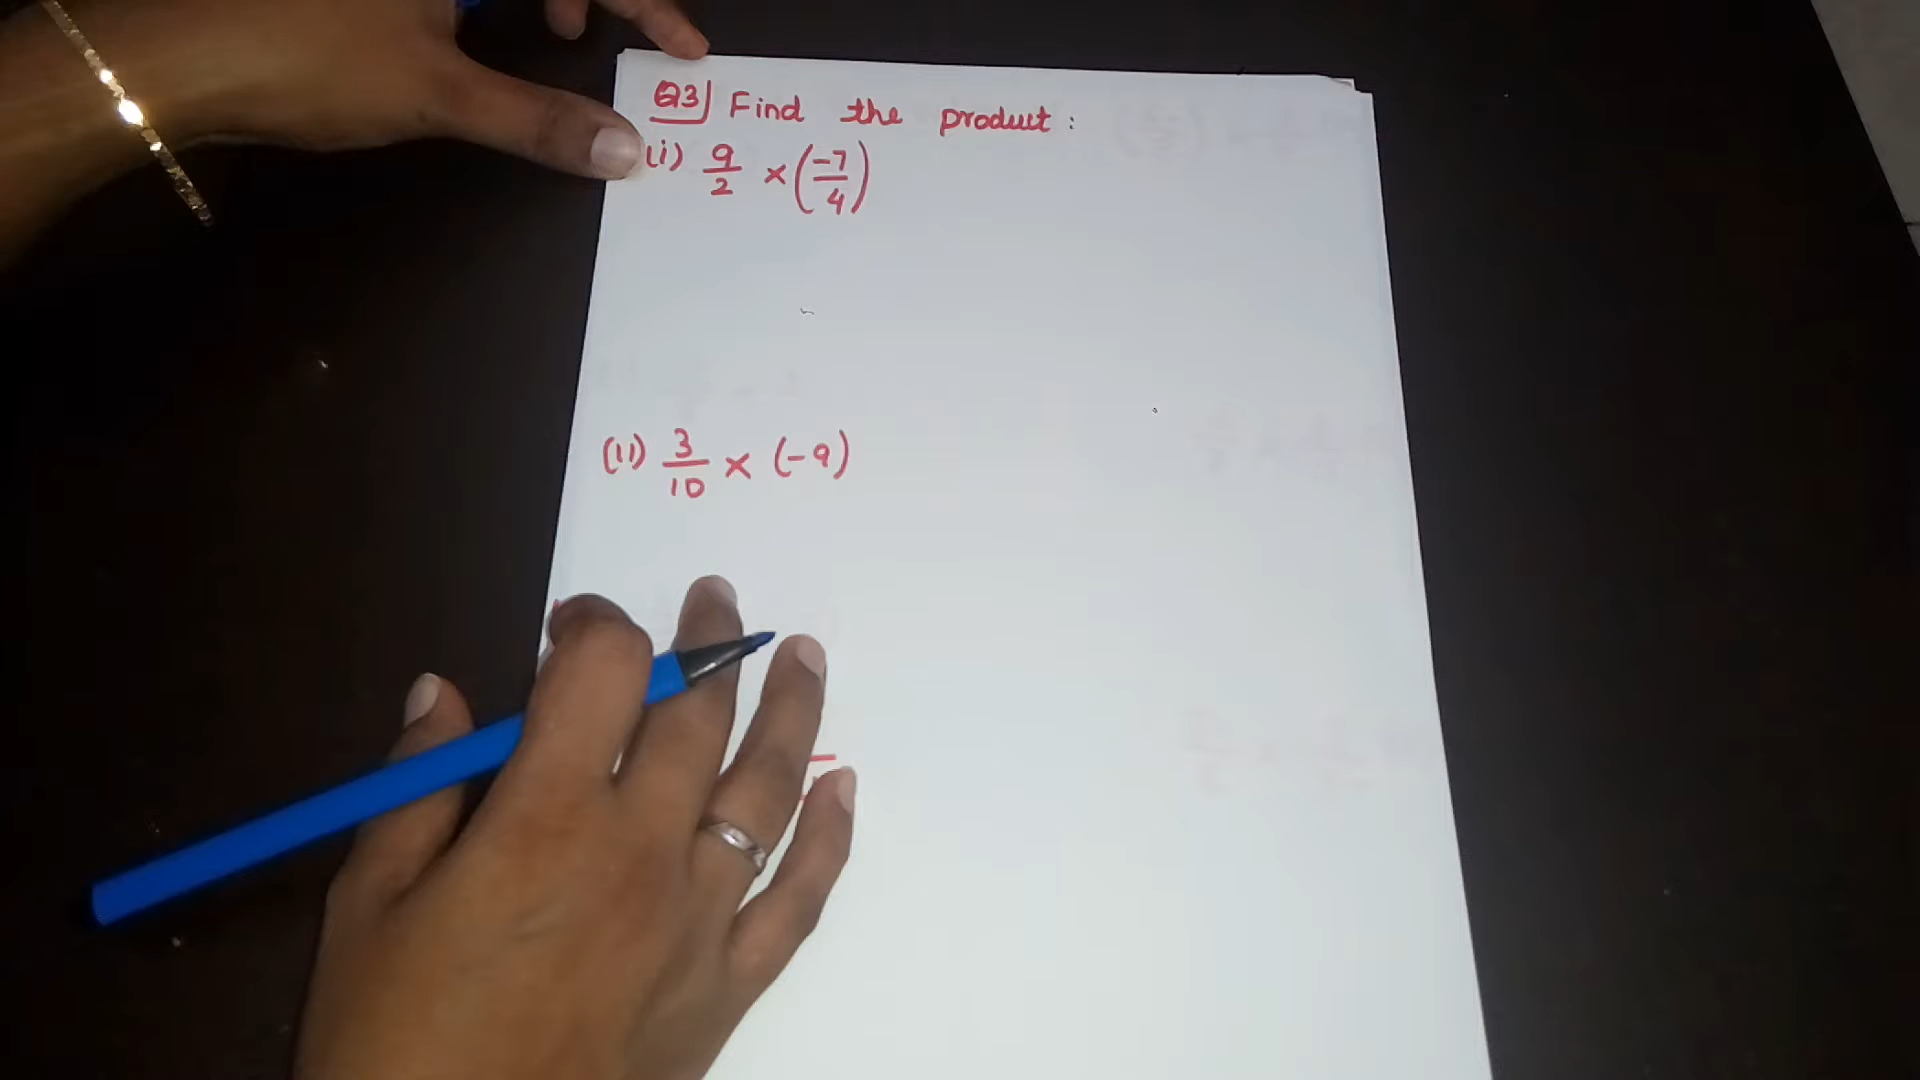 Q3) Find the product:
(i) 9/2 × (-7/4)
(ii) 3/10 × (-9)